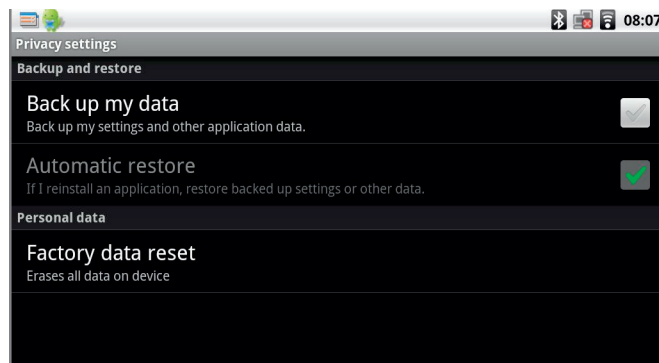 08:07
Privacy settings
Backup and restore
Back up my data
Back up my settings and other application data.
Automatic restore
If I reinstall an application, restore backed up settings or other data.
Personal data
Factory data reset
Erases all data on device